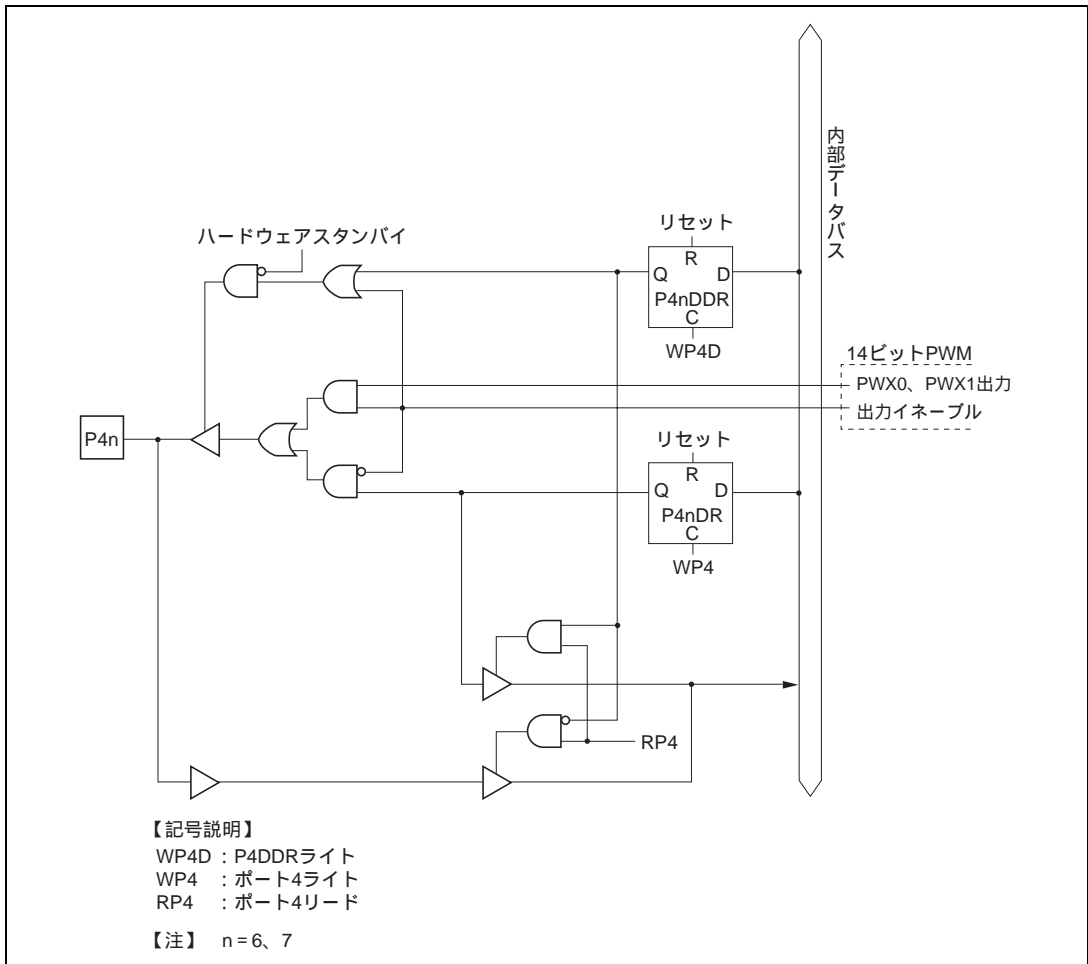 内部データバス
ハードウェアスタンバイ
リセット
R
Q D
P4nDDR
C
WP4D
14ビットPWM
PWX0、PWX1出力
出力イネーブル
P4n
リセット
R
Q D
P4nDR
C
WP4
RP4
【記号説明】
WP4D : P4DDRライト
WP4 : ポート4ライト
RP4 : ポート4リード
【注】 n = 6、7